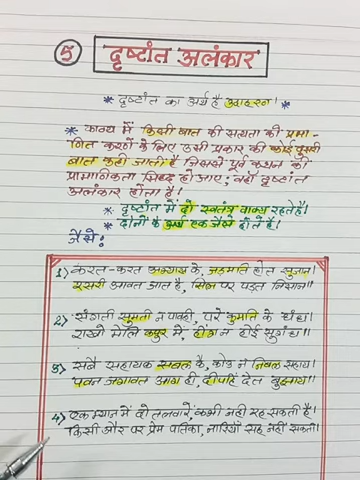 5 दृष्टांत अलंकार
* दृष्टांत का अर्थ है उदाहरण। *
* काव्य में किसी बात की सत्यता को प्रमा-
णित करने के लिए उसी प्रकार की कोई दूसरी
बात कही जाती है जिससे पूर्व कथन की
प्रामाणिकता सिद्ध हो जाए; वहाँ दृष्टांत
अलंकार होता है।
* दृष्टांत में दो स्वतंत्र वाक्य रहते है।
* दोनों के अर्थ एक जैसे होते है।
जैसे:
1) करत-करत अभ्यास के, जड़मति होत सुजान।
रसरी आवत जात है, सिल पर पड़त निसान॥
2) संगती सुमती न पावही, परे कुमति के धंध।
राखो मेलि कपूर में, हींग न होई सुगंध॥
3) सबै सहायक सबल के, कोउ न निबल सहाय।
पवन जगावत आग ही, दीपहिं देत बुझाय॥
4) एक म्यान में दो तलवारें, कभी नही रह सकती है।
किसी और पर प्रेम पतिका, नारियाँ सह नहीं सकती।